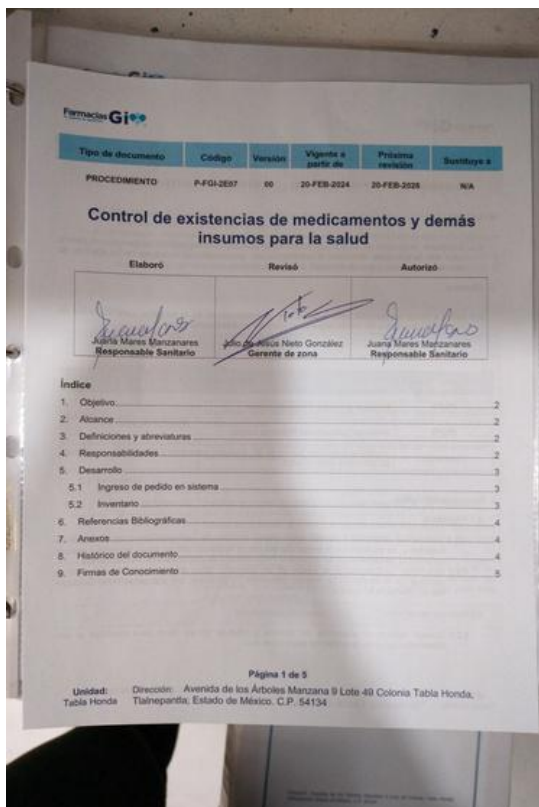 Farmacias Gi
Tipo de documento Código Versión Vigente a partir de Próxima revisión Sustituye a
PROCEDIMIENTO P-FGI-2E07 00 20-FEB-2024 20-FEB-2026 N/A
Control de existencias de medicamentos y demás
insumos para la salud
Elaboró Revisó Autorizó
Juana Mares Manzanares Julio de Jesús Nieto González Juana Mares Manzanares
Responsable Sanitario Gerente de zona Responsable Sanitario
Índice
1. Objetivo 2
2. Alcance 2
3. Definiciones y abreviaturas 2
4. Responsabilidades 2
5. Desarrollo 3
5.1 Ingreso de pedido en sistema 3
5.2 Inventario 3
6. Referencias Bibliográficas 4
7. Anexos 4
8. Histórico del documento 4
9. Firmas de Conocimiento 5
Página 1 de 5
Unidad: Dirección: Avenida de los Árboles Manzana 9 Lote 49 Colonia Tabla Honda,
Tabla Honda Tlalnepantla; Estado de México. C.P. 54134